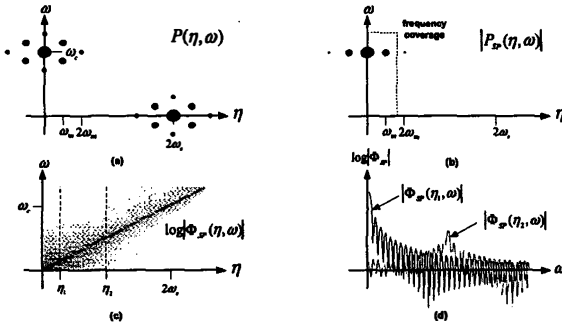 ω
P(η,ω)
ω_c
η
ω_m 2ω_m
2ω_c
(a)
ω
frequency
coverage
|P_SP(η,ω)|
η
ω_m 2ω_m
2ω_c
(b)
ω
ω_c
log|Φ_SP(η,ω)|
η
η_1 η_2 2ω_c
(c)
log|Φ_SP|
|Φ_SP(η_1,ω)|
|Φ_SP(η_2,ω)|
ω
(d)